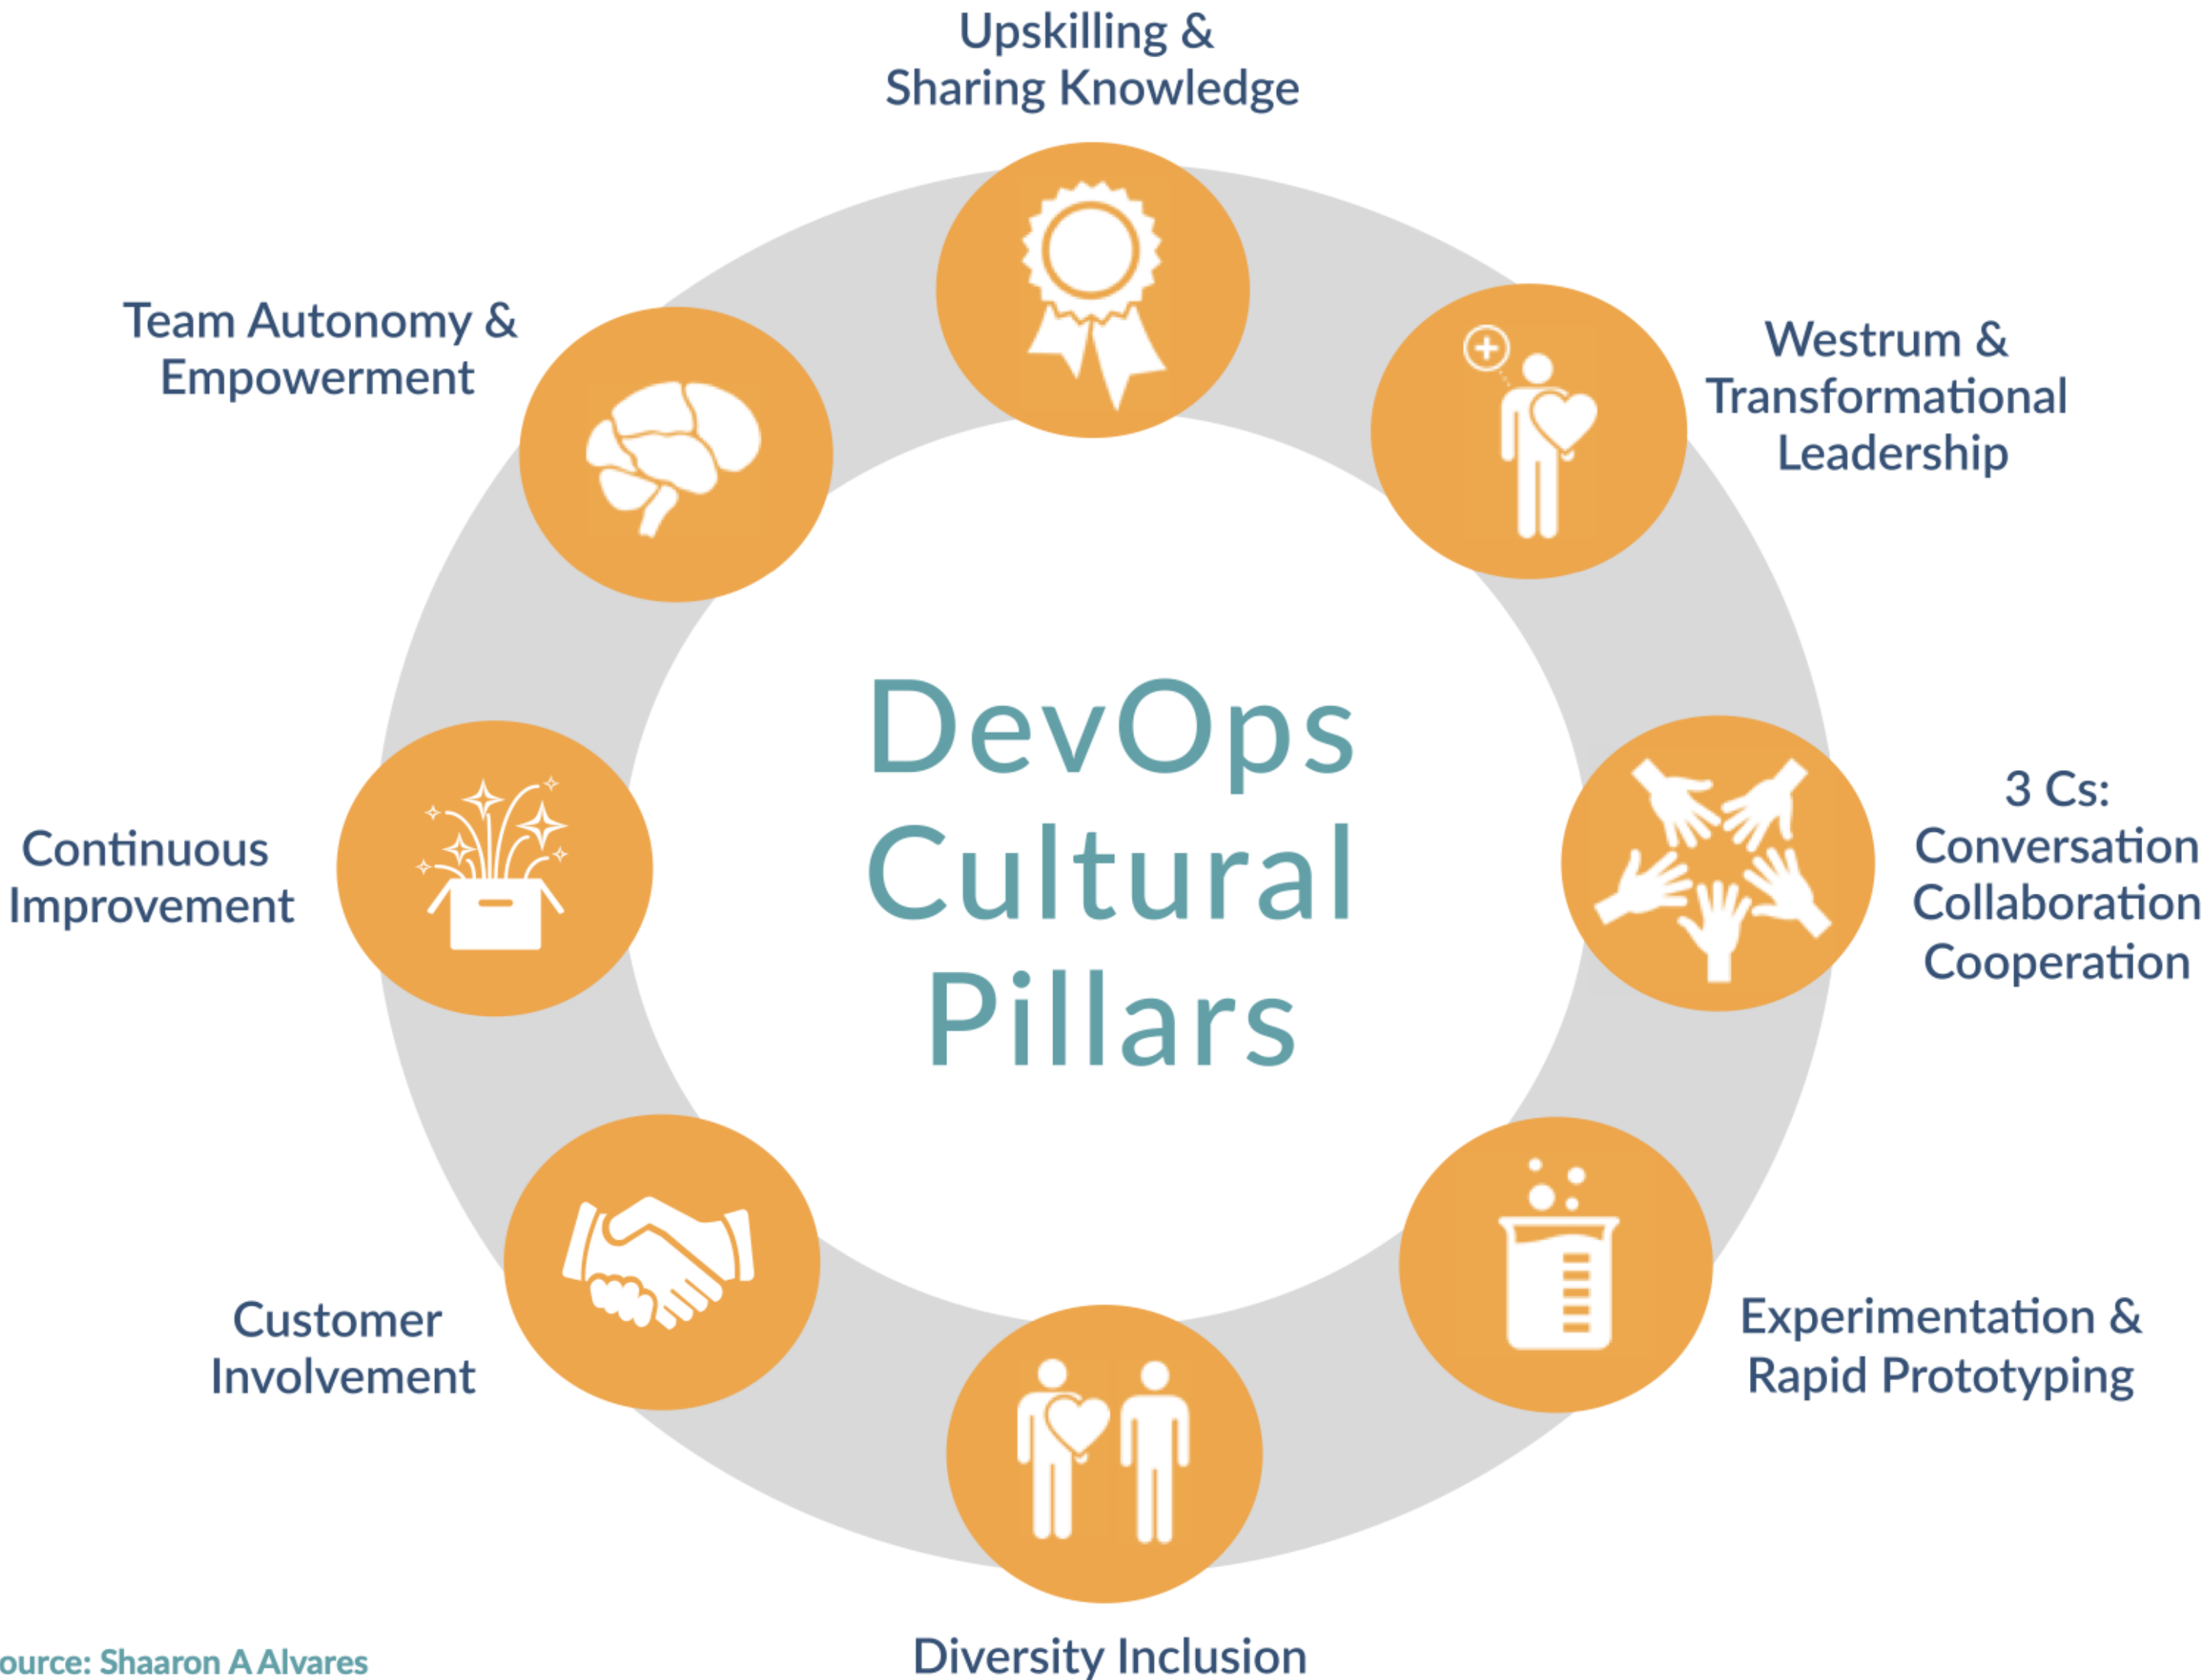 Upskilling &
Sharing Knowledge
Team Autonomy &
Empowerment
Westrum &
Transformational
Leadership
DevOps
Cultural
Pillars
3 Cs:
Conversation
Collaboration
Cooperation
Continuous
Improvement
Customer
Involvement
Experimentation &
Rapid Prototyping
Diversity Inclusion
ource: Shaaron A Alvares